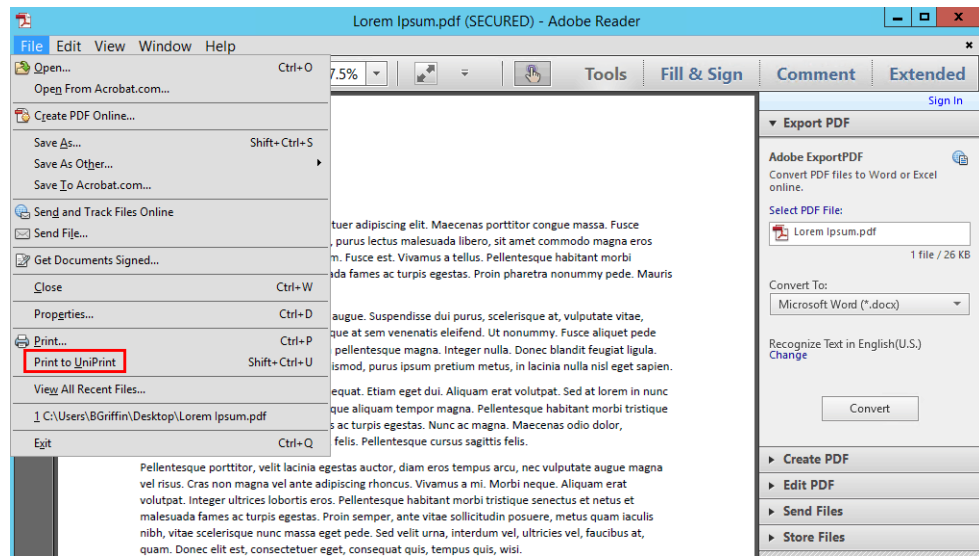 Lorem Ipsum.pdf (SECURED) - Adobe Reader
File Edit View Window Help
7.5% Tools Fill & Sign Comment Extended
Sign In
Open... Ctrl+O
Open From Acrobat.com...
Create PDF Online...
Save As... Shift+Ctrl+S
Save As Other...
Save To Acrobat.com...
Send and Track Files Online
Send File...
Get Documents Signed...
Close Ctrl+W
Properties... Ctrl+D
Print... Ctrl+P
Print to UniPrint Shift+Ctrl+U
View All Recent Files...
1 C:\Users\BGriffin\Desktop\Lorem Ipsum.pdf
Exit Ctrl+Q
tuer adipiscing elit. Maecenas porttitor congue massa. Fusce
, purus lectus malesuada libero, sit amet commodo magna eros
m. Fusce est. Vivamus a tellus. Pellentesque habitant morbi
ada fames ac turpis egestas. Proin pharetra nonummy pede. Mauris
augue. Suspendisse dui purus, scelerisque at, vulputate vitae,
que at sem venenatis eleifend. Ut nonummy. Fusce aliquet pede
pellentesque magna. Integer nulla. Donec blandit feugiat ligula.
ismod, purus ipsum pretium metus, in lacinia nulla nisl eget sapien.
equat. Etiam eget dui. Aliquam erat volutpat. Sed at lorem in nunc
que aliquam tempor magna. Pellentesque habitant morbi tristique
s ac turpis egestas. Nunc ac magna. Maecenas odio dolor,
felis. Pellentesque cursus sagittis felis.
Pellentesque porttitor, velit lacinia egestas auctor, diam eros tempus arcu, nec vulputate augue magna
vel risus. Cras non magna vel ante adipiscing rhoncus. Vivamus a mi. Morbi neque. Aliquam erat
volutpat. Integer ultrices lobortis eros. Pellentesque habitant morbi tristique senectus et netus et
malesuada fames ac turpis egestas. Proin semper, ante vitae sollicitudin posuere, metus quam iaculis
nibh, vitae scelerisque nunc massa eget pede. Sed velit urna, interdum vel, ultricies vel, faucibus at,
quam. Donec elit est, consectetuer eget, consequat quis, tempus quis, wisi.
Export PDF
Adobe ExportPDF
Convert PDF files to Word or Excel
online.
Select PDF File:
Lorem Ipsum.pdf
1 file / 26 KB
Convert To:
Microsoft Word (*.docx)
Recognize Text in English(U.S.)
Change
Convert
Create PDF
Edit PDF
Send Files
Store Files